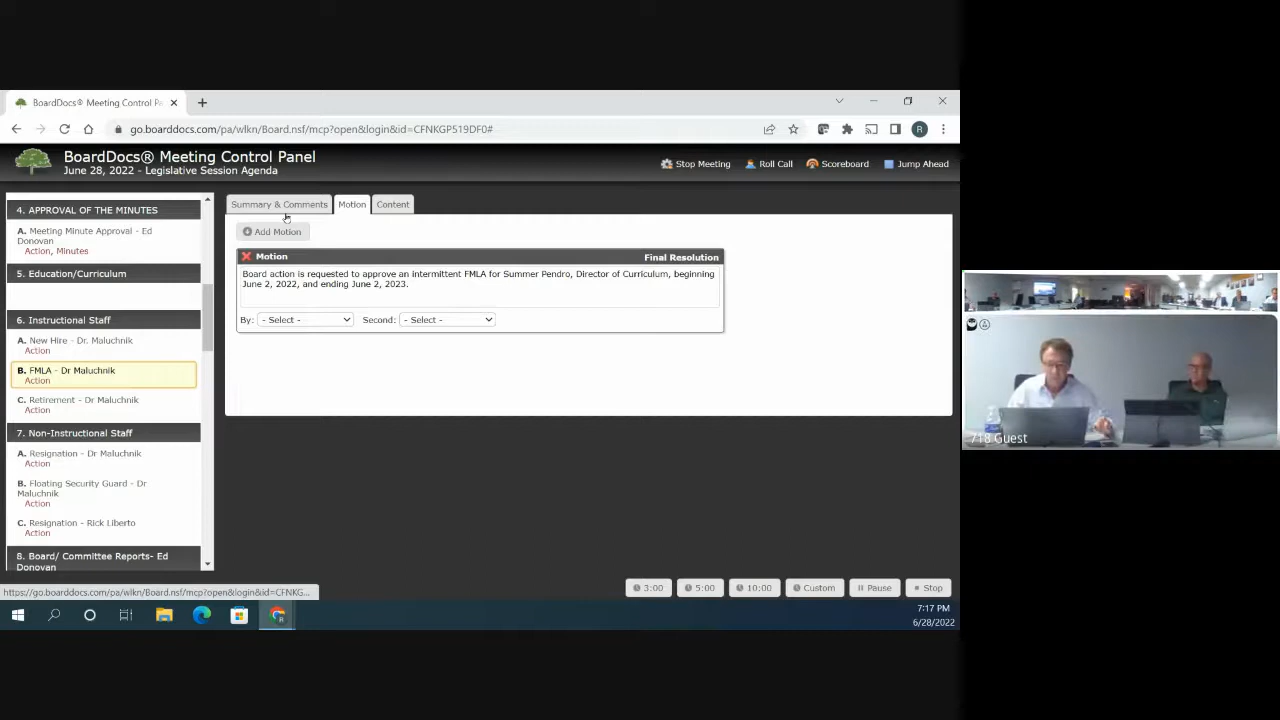 BoardDocs® Meeting Control Pa
go.boarddocs.com/pa/wlkn/Board.nsf/mcp?open&login&id=CFNKGP519DF0#
R
BoardDocs® Meeting Control Panel
June 28, 2022 - Legislative Session Agenda
Stop Meeting Roll Call Scoreboard Jump Ahead
4. APPROVAL OF THE MINUTES
A. Meeting Minute Approval - Ed
Donovan
Action, Minutes
5. Education/Curriculum
6. Instructional Staff
A. New Hire - Dr. Maluchnik
Action
B. FMLA - Dr Maluchnik
Action
C. Retirement - Dr Maluchnik
Action
7. Non-Instructional Staff
A. Resignation - Dr Maluchnik
Action
B. Floating Security Guard - Dr
Maluchnik
Action
C. Resignation - Rick Liberto
Action
8. Board/ Committee Reports- Ed
Donovan
Summary & Comments Motion Content
Add Motion
Motion Final Resolution
Board action is requested to approve an intermittent FMLA for Summer Pendro, Director of Curriculum, beginning
June 2, 2022, and ending June 2, 2023.
By: - Select - Second: - Select -
718 Guest
3:00 5:00 10:00 Custom Pause Stop
https://go.boarddocs.com/pa/wlkn/Board.nsf/mcp?open&login&id=CFNKG...
7:17 PM
6/28/2022